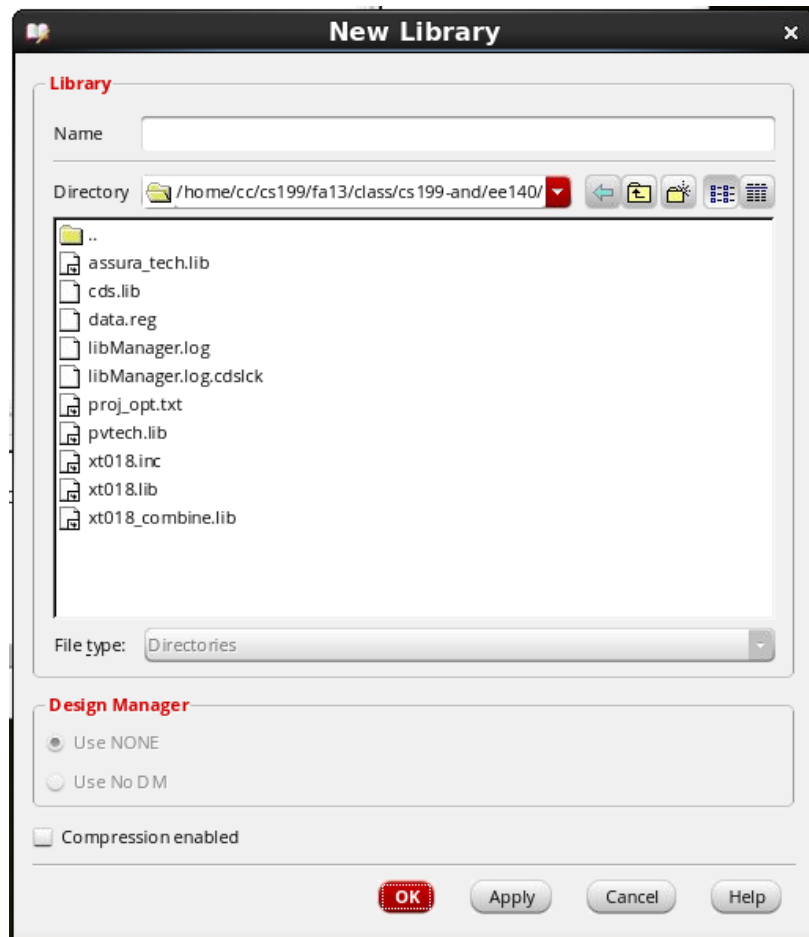 New Library
Library
Name
Directory /home/cc/cs199/fa13/class/cs199-and/ee140/
..
assura_tech.lib
cds.lib
data.reg
libManager.log
libManager.log.cdslck
proj_opt.txt
pvtech.lib
xt018.inc
xt018.lib
xt018_combine.lib
File type: Directories
Design Manager
Use NONE
Use No DM
Compression enabled
OK Apply Cancel Help